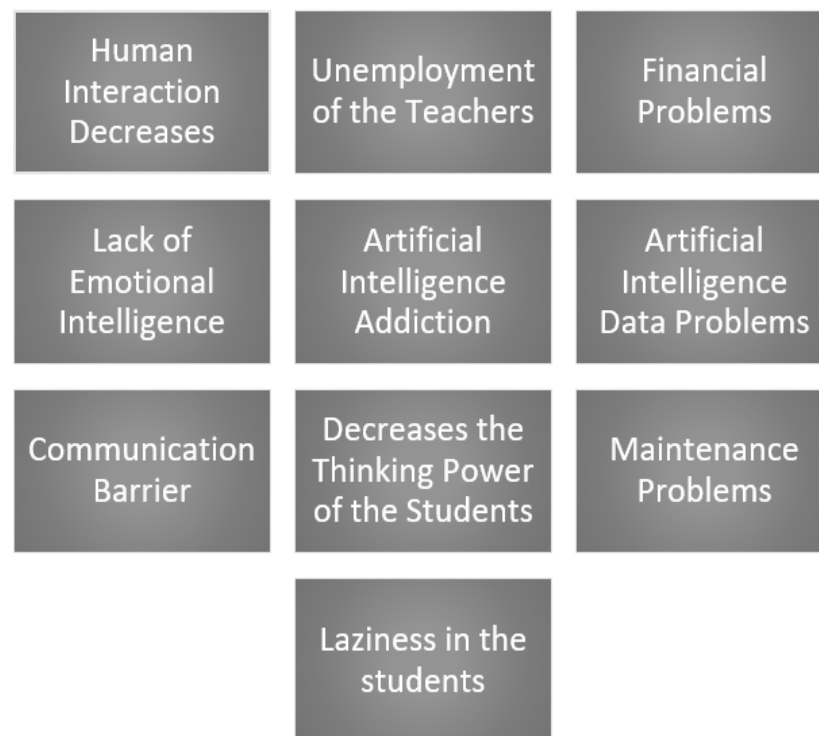 Human
Interaction
Decreases
Unemployment
of the Teachers
Financial
Problems
Lack of
Emotional
Intelligence
Artificial
Intelligence
Addiction
Artificial
Intelligence
Data Problems
Communication
Barrier
Decreases the
Thinking Power
of the Students
Maintenance
Problems
Laziness in the
students